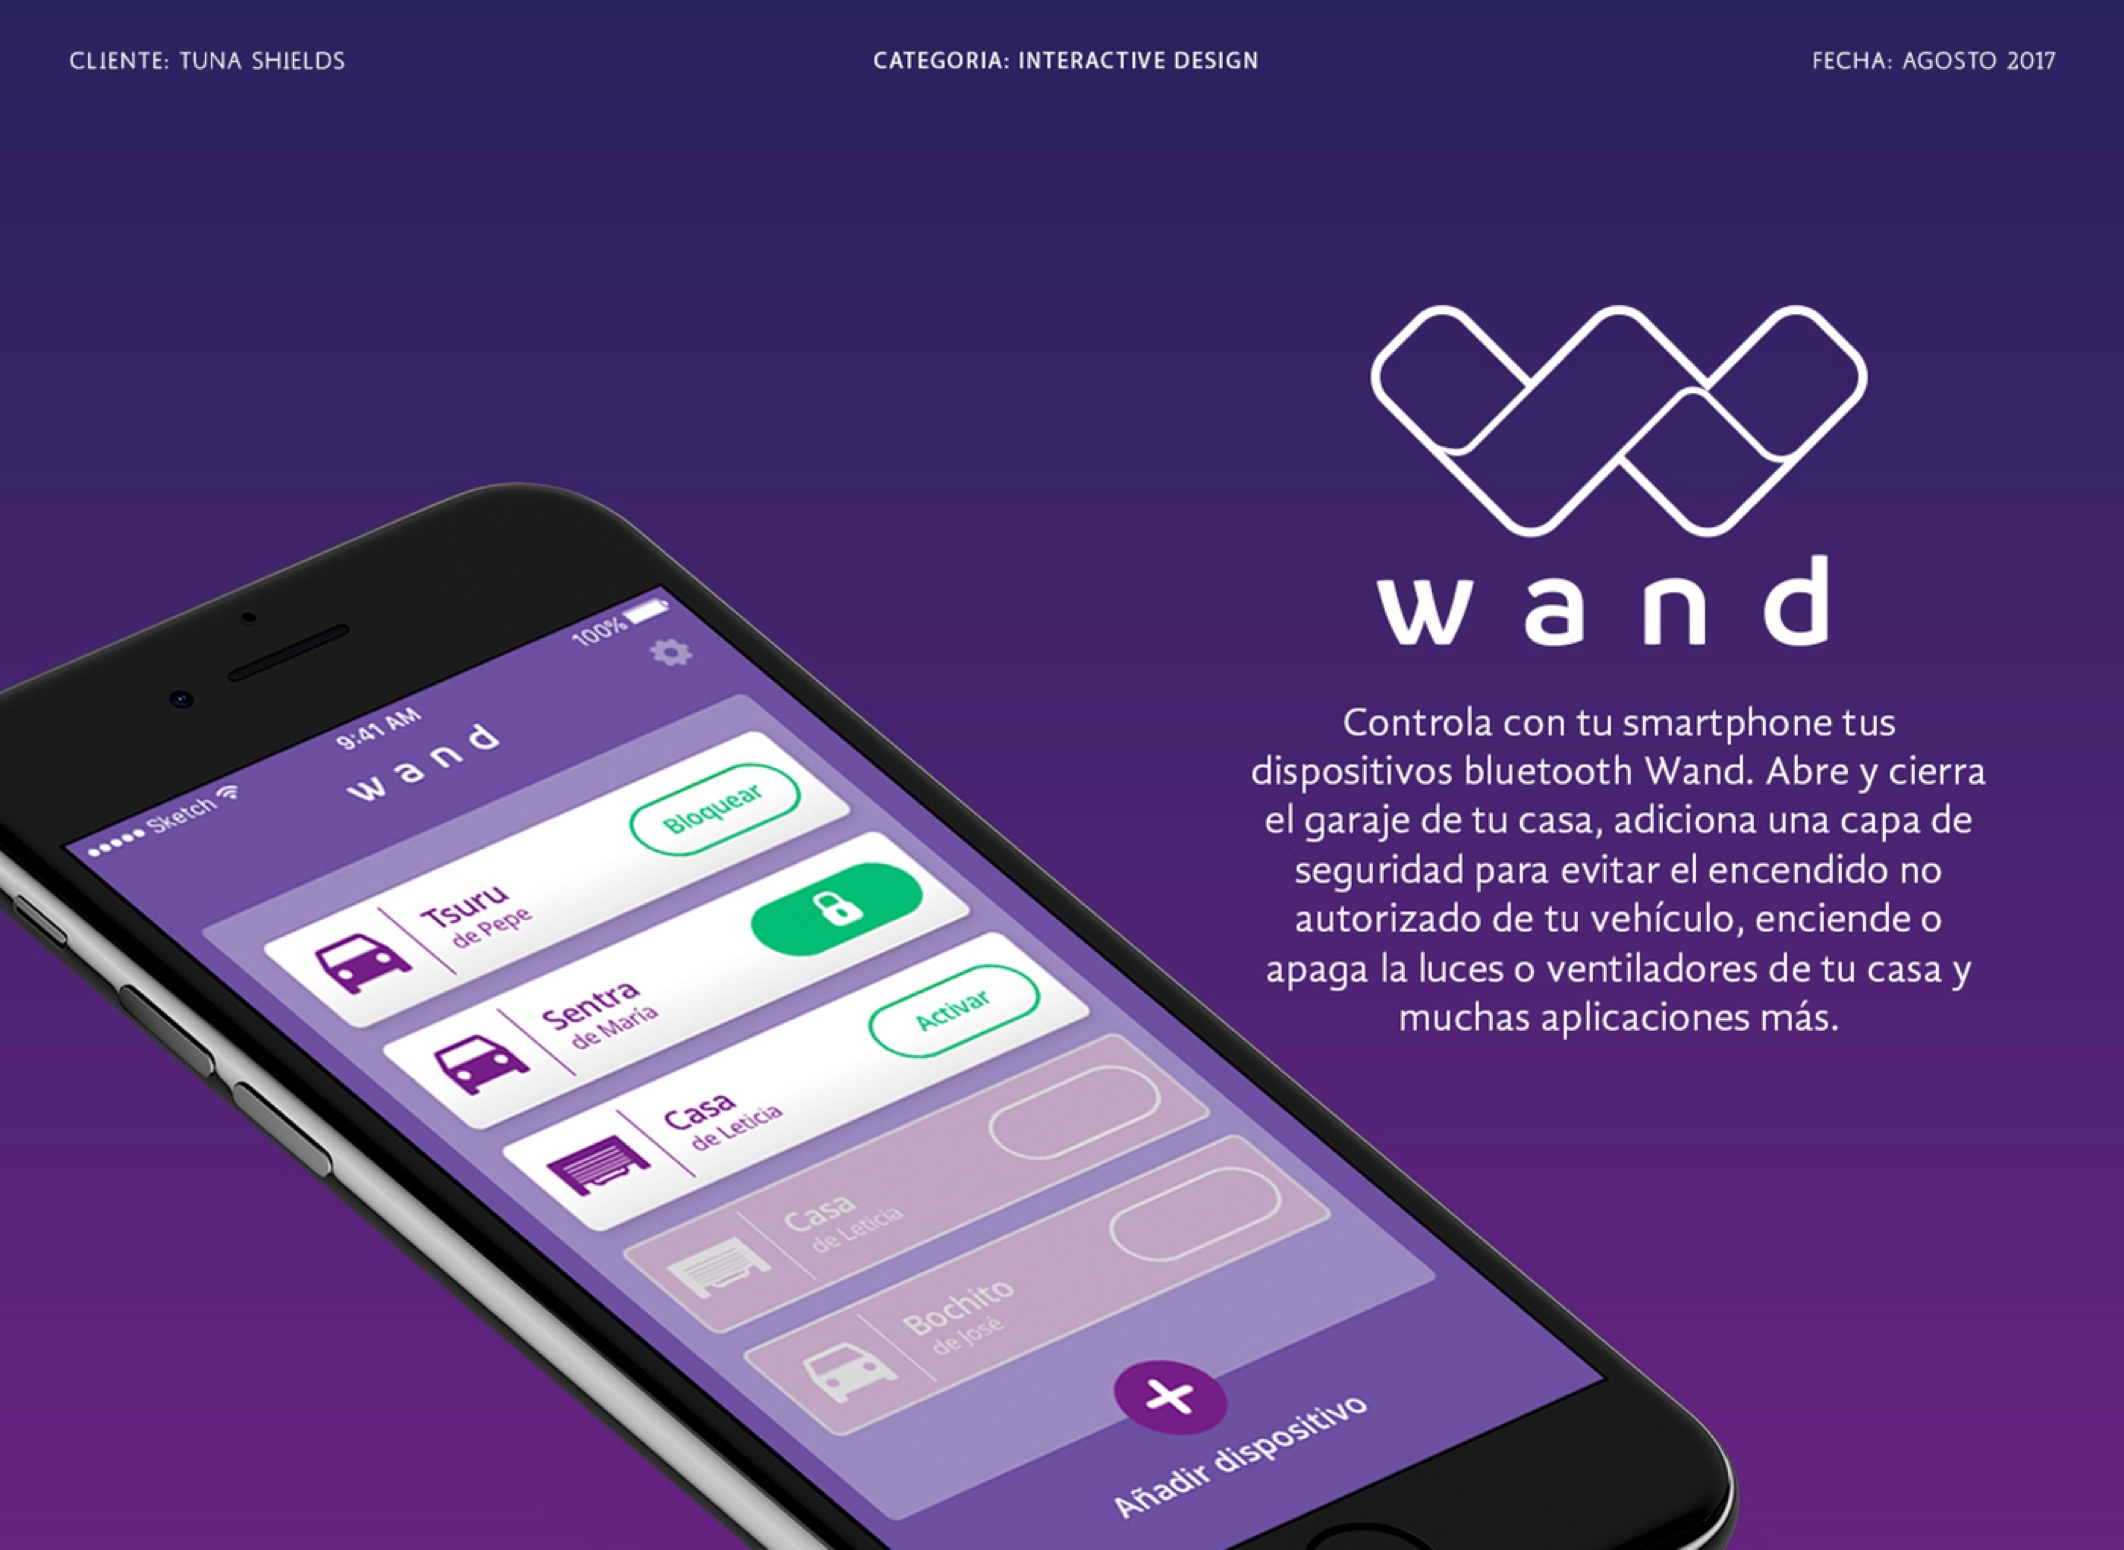 CLIENTE: TUNA SHIELDS
CATEGORIA: INTERACTIVE DESIGN
FECHA: AGOSTO 2017
wand
Controla con tu smartphone tus
dispositivos bluetooth Wand. Abre y cierra
el garaje de tu casa, adiciona una capa de
seguridad para evitar el encendido no
autorizado de tu vehículo, enciende o
apaga la luces o ventiladores de tu casa y
muchas aplicaciones más.
Sketch
9:41 AM
100%
wand
Tsuru
de Pepe
Bloquear
Sentra
de María
Casa
de Leticia
Activar
Casa
de Leticia
Bochito
de José
Añadir dispositivo